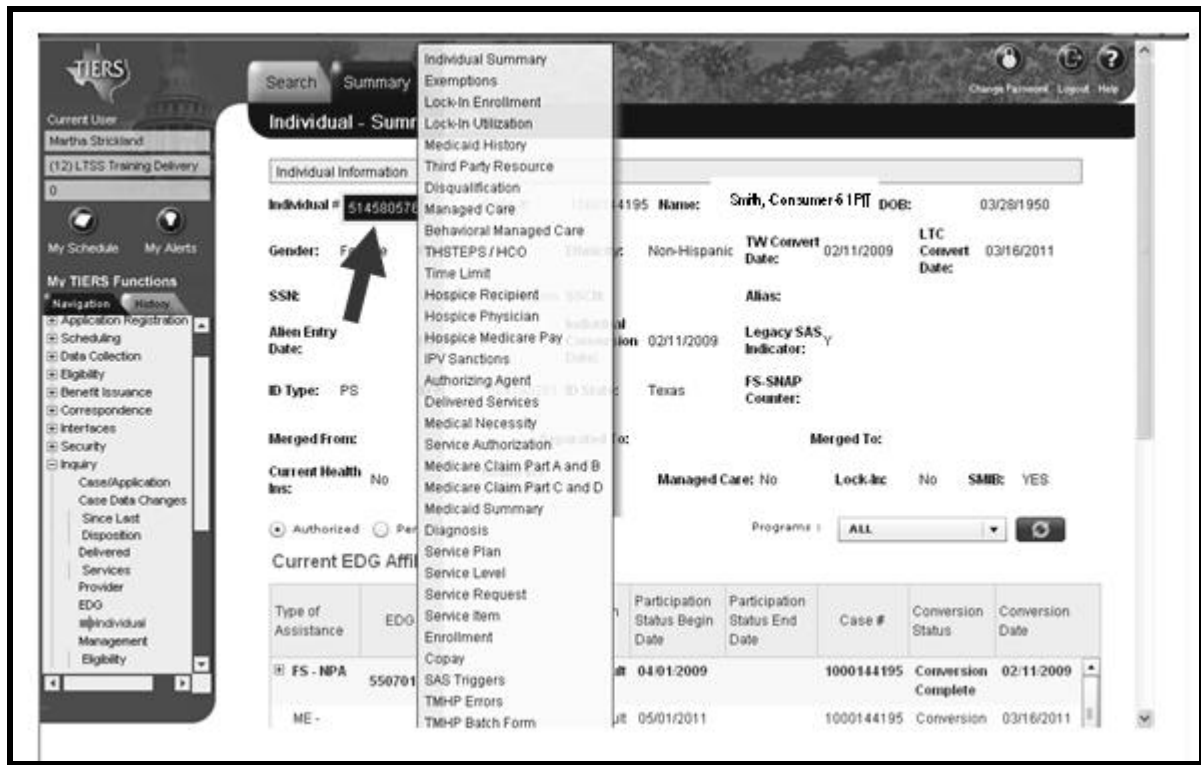 TIERS
Search Summary
Change Password Logout Help
Current User
Martha Strickland
(12) LTSS Training Delivery
0
My Schedule My Alerts
My TIERS Functions
Navigation History
Application Registration
Scheduling
Data Collection
Eligibility
Benefit Issuance
Correspondence
Interfaces
Security
Inquiry
Case/Application
Case Data Changes
Since Last
Disposition
Delivered
Services
Provider
EDG
Individual
Management
Eligibility
Individual Summary
Exemptions
Lock-In Enrollment
Lock-In Utilization
Medicaid History
Third Party Resource
Disqualification
Managed Care
Behavioral Managed Care
THSTEPS / HCO
Time Limit
Hospice Recipient
Hospice Physician
Hospice Medicare Pay
IPV Sanctions
Authorizing Agent
Delivered Services
Medical Necessity
Service Authorization
Medicare Claim Part A and B
Medicare Claim Part C and D
Medicaid Summary
Diagnosis
Service Plan
Service Level
Service Request
Service Item
Enrollment
Copay
SAS Triggers
TMHP Errors
TMHP Batch Form
Individual - Summ
Individual Information
Individual # 514580576 4195 Name: Smith, Consumer-6 1PIT DOB: 03/28/1950
Gender: Non-Hispanic TW Convert Date: 02/11/2009 LTC Convert Date: 03/16/2011
SSN: Alias:
Alien Entry Date: 02/11/2009 Legacy SAS Indicator: Y
ID Type: PS Texas FS-SNAP Counter:
Merged From: To: Merged To:
Current Health Ins: No Managed Care: No Lock-In: No SMIB: YES
Authorized Per Programs : ALL
Current EDG Affil
Type of Assistance EDG Participation Status Begin Date Participation Status End Date Case # Conversion Status Conversion Date
FS - NPA 550701 ult 04/01/2009 1000144195 Conversion Complete 02/11/2009
ME - ult 05/01/2011 1000144195 Conversion 03/16/2011